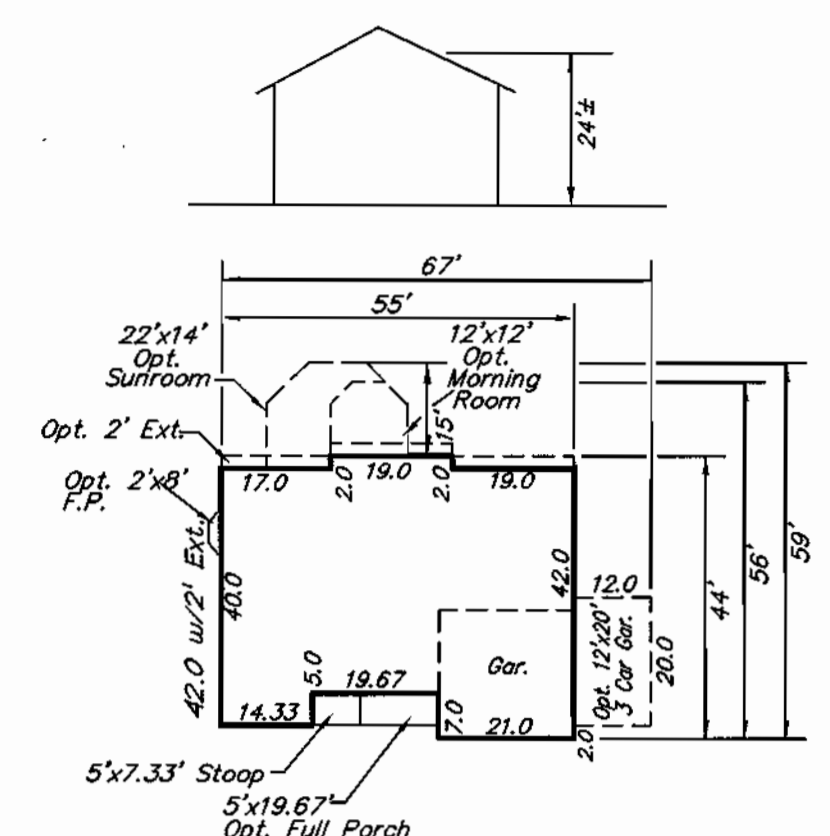 24'±
67'
55'
22'x14'
Opt.
Sunroom
12'x12'
Opt.
Morning
Room
15'
Opt. 2' Ext.
Opt. 2'x8'
F.P.
17.0
2.0
19.0
2.0
19.0
42.0 w/2' Ext.
40.0
42.0
12.0
Opt. 12'x20'
3 Car Gar.
20.0
44'
56'
59'
Gar.
5.0
19.67
14.33
7.0
21.0
2.0
5'x7.33' Stoop
5'x19.67'
Opt. Full Porch